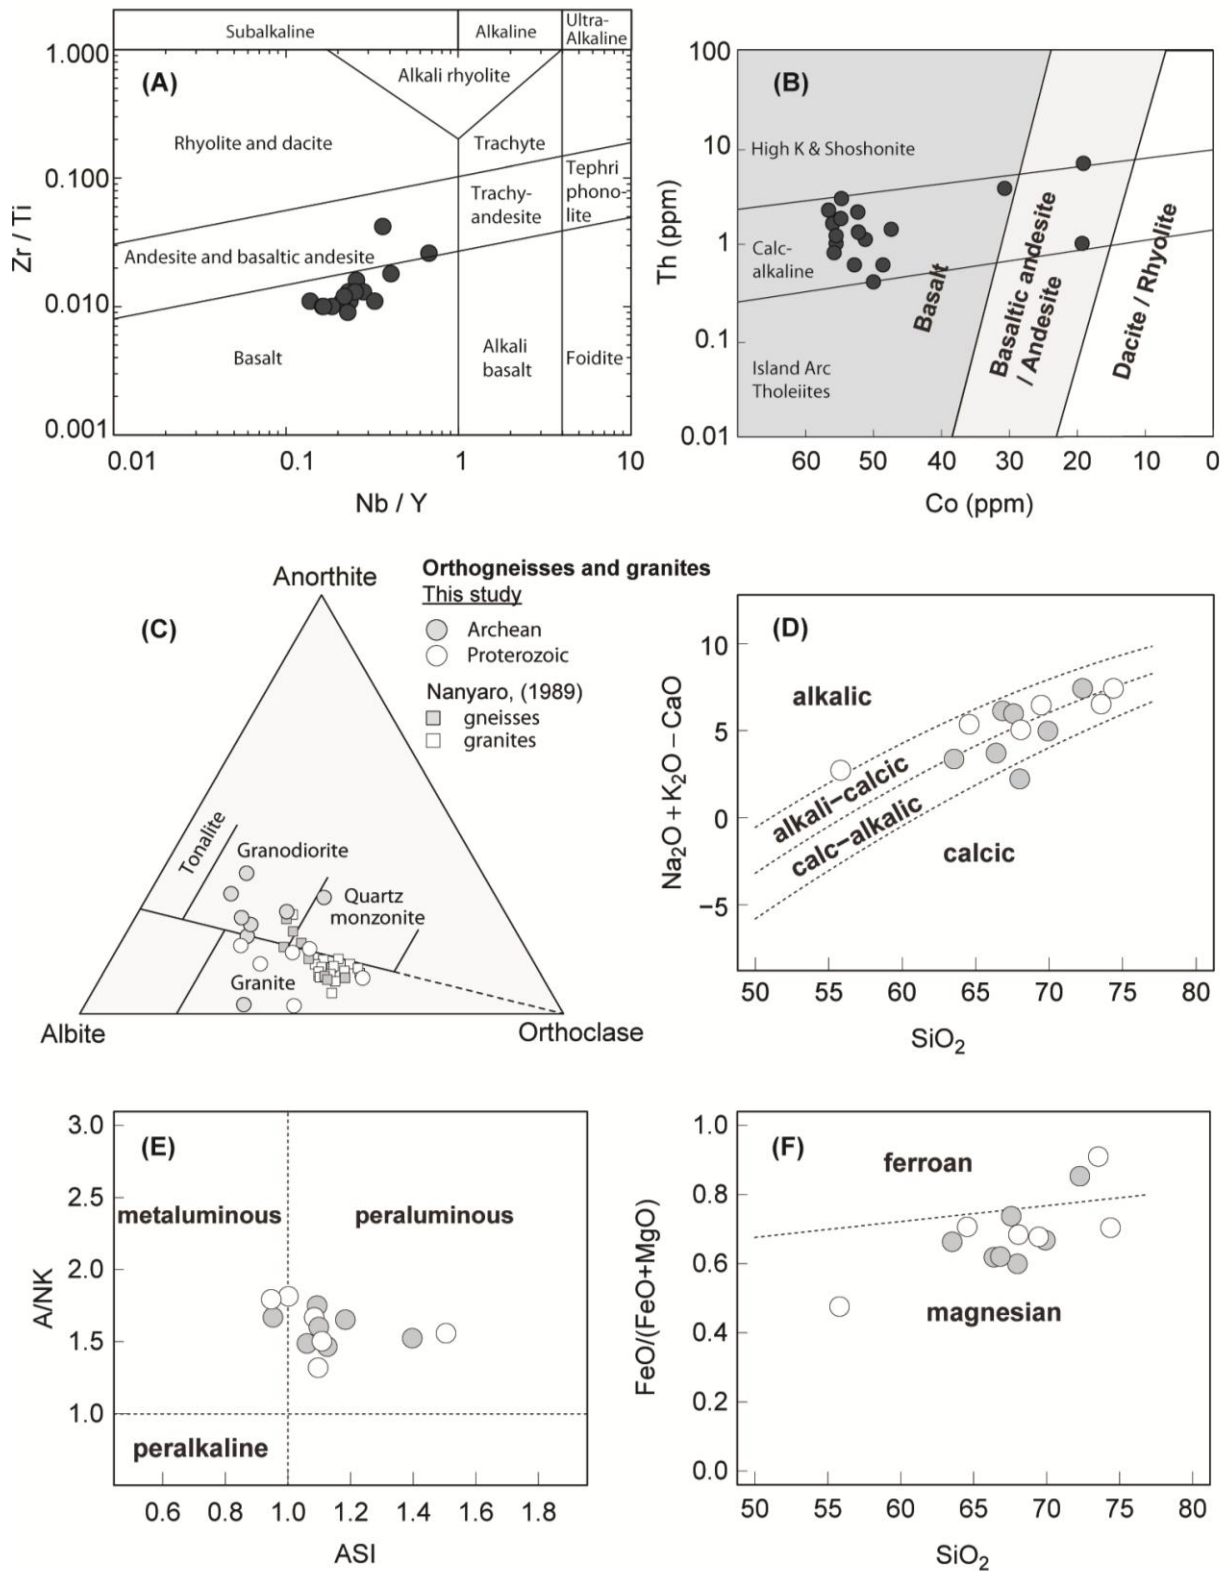 Subalkaline
Alkaline
Ultra-
Alkaline
1.000
0.100
0.010
0.001
Zr / Ti
(A)
Alkali rhyolite
Rhyolite and dacite
Trachyte
Trachy-
andesite
Tephri
phono-
lite
Andesite and basaltic andesite
Basalt
Alkali
basalt
Foidite
0.01
0.1
1
10
Nb / Y
100
10
1
0.1
0.01
Th (ppm)
(B)
High K & Shoshonite
Calc-
alkaline
Island Arc
Tholeiites
Basalt
Basaltic andesite
/ Andesite
Dacite / Rhyolite
60
50
40
30
20
10
0
Co (ppm)
(C)
Anorthite
Orthogneisses and granites
This study
Archean
Proterozoic
Nanyaro, (1989)
gneisses
granites
Tonalite
Granodiorite
Quartz
monzonite
Granite
Albite
Orthoclase
(D)
10
5
0
−5
Na2O + K2O − CaO
alkalic
alkali−calcic
calc−alkalic
calcic
50
55
60
65
70
75
80
SiO2
(E)
3.0
2.5
2.0
1.5
1.0
A/NK
metaluminous
peraluminous
peralkaline
0.6
0.8
1.0
1.2
1.4
1.6
1.8
ASI
(F)
1.0
0.8
0.6
0.4
0.2
0.0
FeO/(FeO+MgO)
ferroan
magnesian
50
55
60
65
70
75
80
SiO2